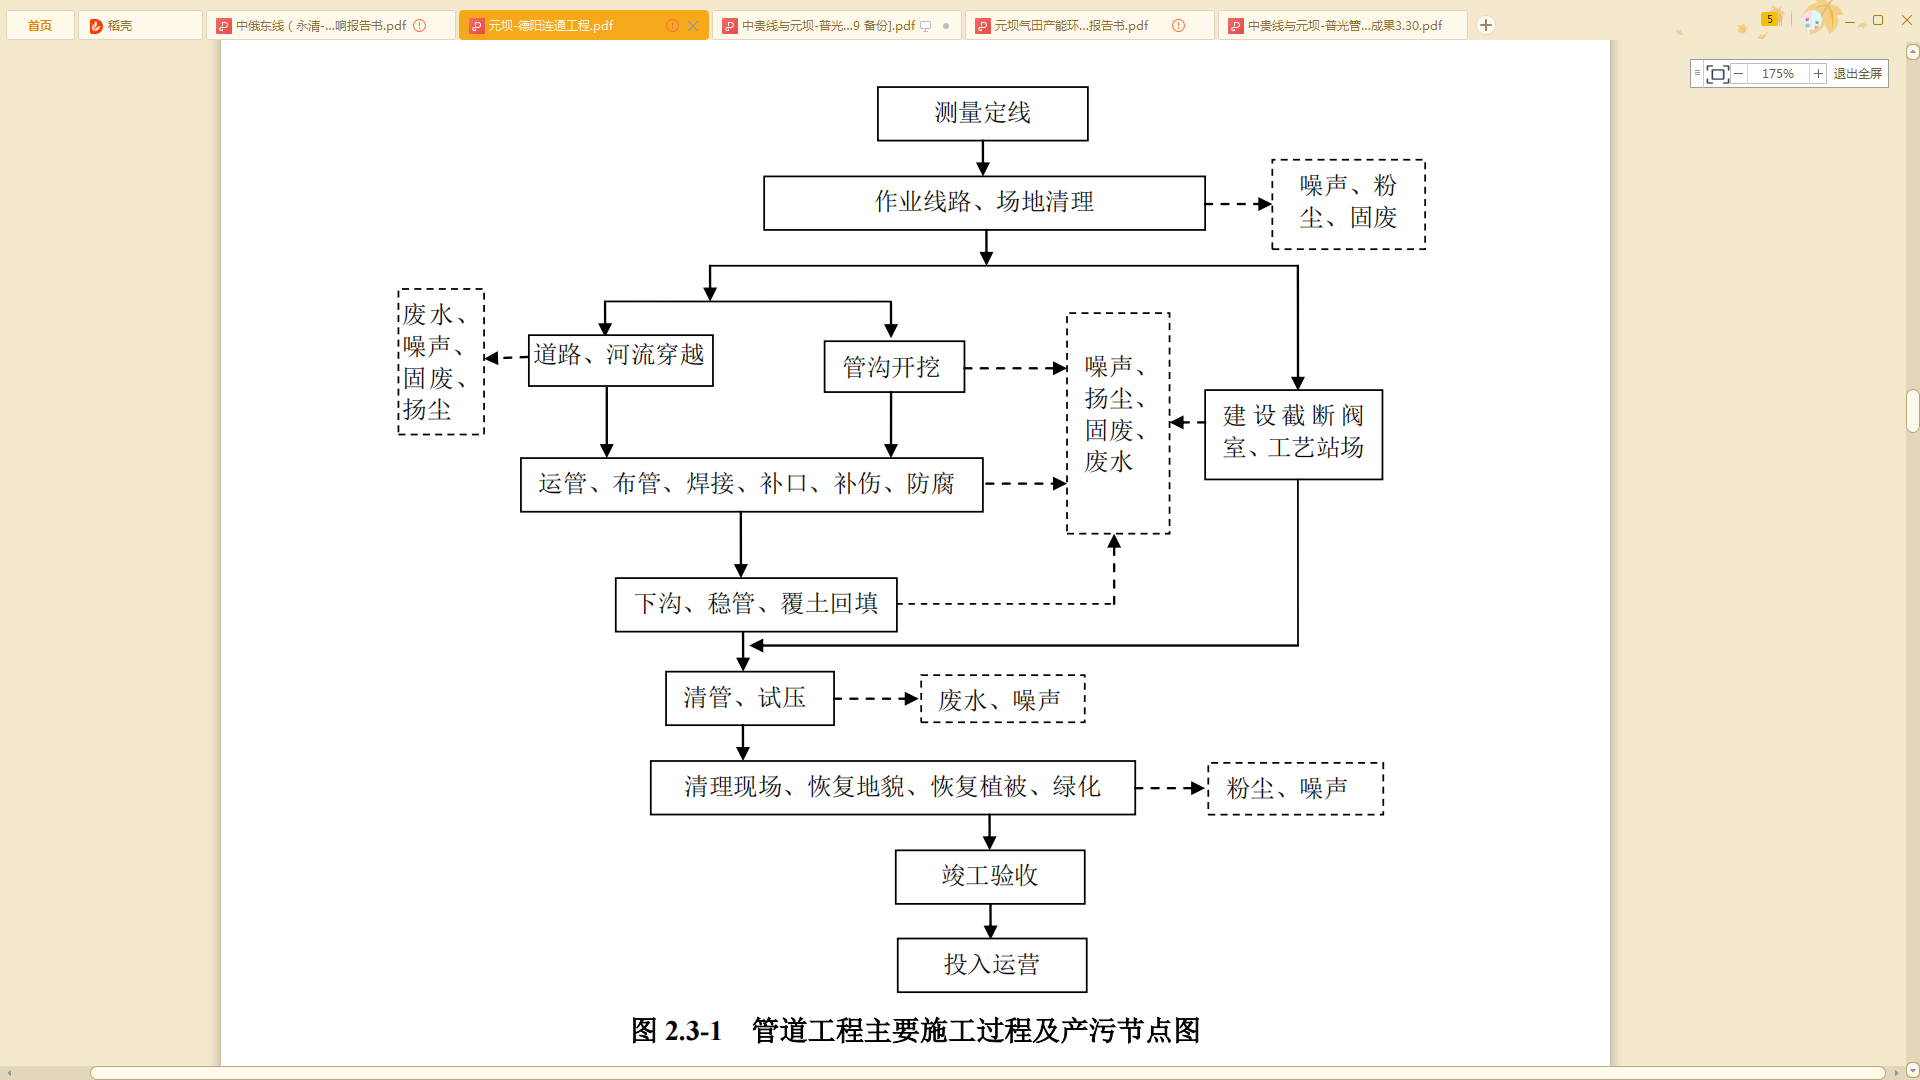 首页
稻壳
中俄东线（永清-...响报告书.pdf
元坝-德阳连通工程.pdf
中贵线与元坝-普光...9 备份].pdf
元坝气田产能环...报告书.pdf
中贵线与元坝-普光管...成果3.30.pdf
5
175%
退出全屏
测量定线
作业线路、场地清理
噪声、粉
尘、固废
废水、
噪声、
固废、
扬尘
道路、河流穿越
管沟开挖
噪声、
扬尘、
固废、
废水
建设截断阀
室、工艺站场
运管、布管、焊接、补口、补伤、防腐
下沟、稳管、覆土回填
清管、试压
废水、噪声
清理现场、恢复地貌、恢复植被、绿化
粉尘、噪声
竣工验收
投入运营
图 2.3-1 管道工程主要施工过程及产污节点图